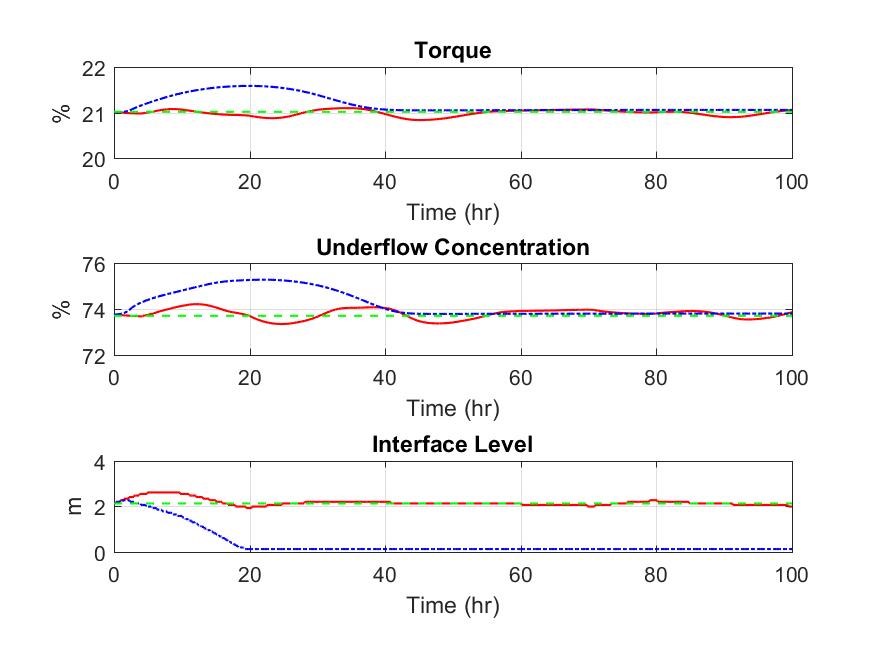 Torque
22
21
20
%
0 20 40 60 80 100
Time (hr)
Underflow Concentration
76
74
72
%
0 20 40 60 80 100
Time (hr)
Interface Level
4
2
0
m
0 20 40 60 80 100
Time (hr)